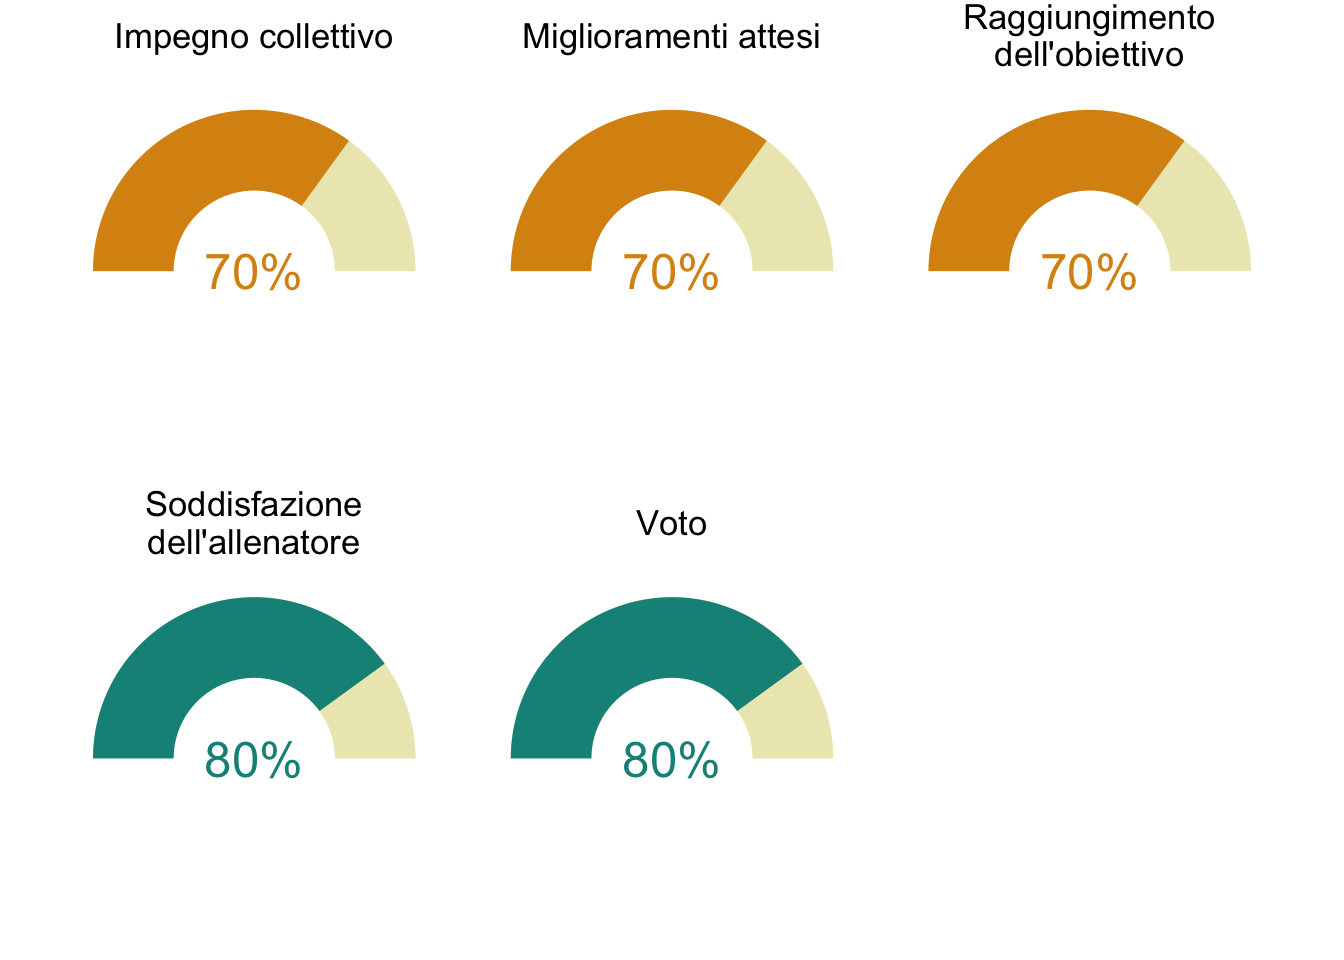 Impegno collettivo
Miglioramenti attesi
Raggiungimento
dell'obiettivo
70%
70%
70%
Soddisfazione
dell'allenatore
Voto
80%
80%